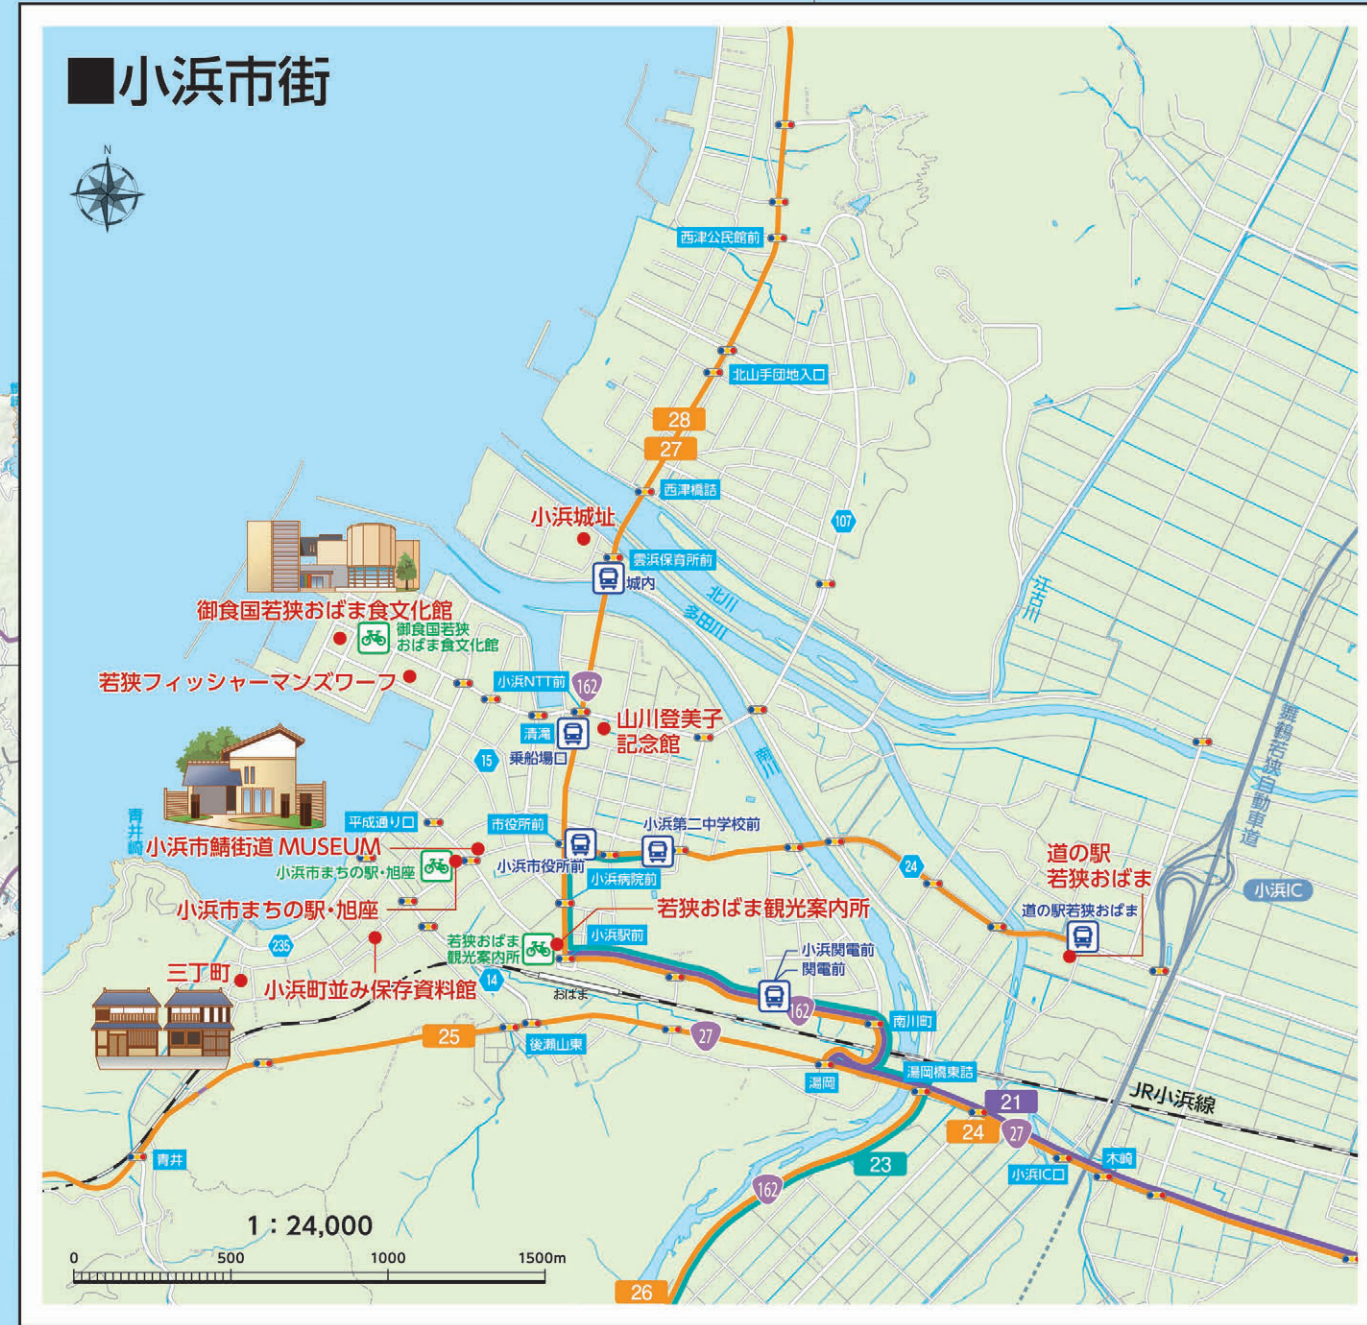 ■小浜市街
N
西津公民館前
北山手団地入口
28
27
西津橋詰
小浜城址
雲浜保育所前
城内
107
北川
多田川
江古川
御食国若狭おばま食文化館
御食国若狭
おばま食文化館
若狭フィッシャーマンズワーフ
小浜NTT前
162
清滝
乗船場口
山川登美子
記念館
15
南川
舞鶴若狭自動車道
青井崎
平成通り口
市役所前
小浜第二中学校前
小浜市鯖街道 MUSEUM
小浜市役所前
小浜病院前
小浜市まちの駅・旭座
小浜市まちの駅・旭座
24
道の駅
若狭おばま
小浜IC
道の駅若狭おばま
若狭おばま観光案内所
小浜駅前
若狭おばま
観光案内所
235
三丁町
小浜町並み保存資料館
14
おばま
小浜関電前
関電前
162
南川町
25
後瀬山東
27
湯岡
湯岡橋東詰
21
24
27
JR小浜線
小浜IC口
木崎
23
162
青井
26
1：24,000
0 500 1000 1500m